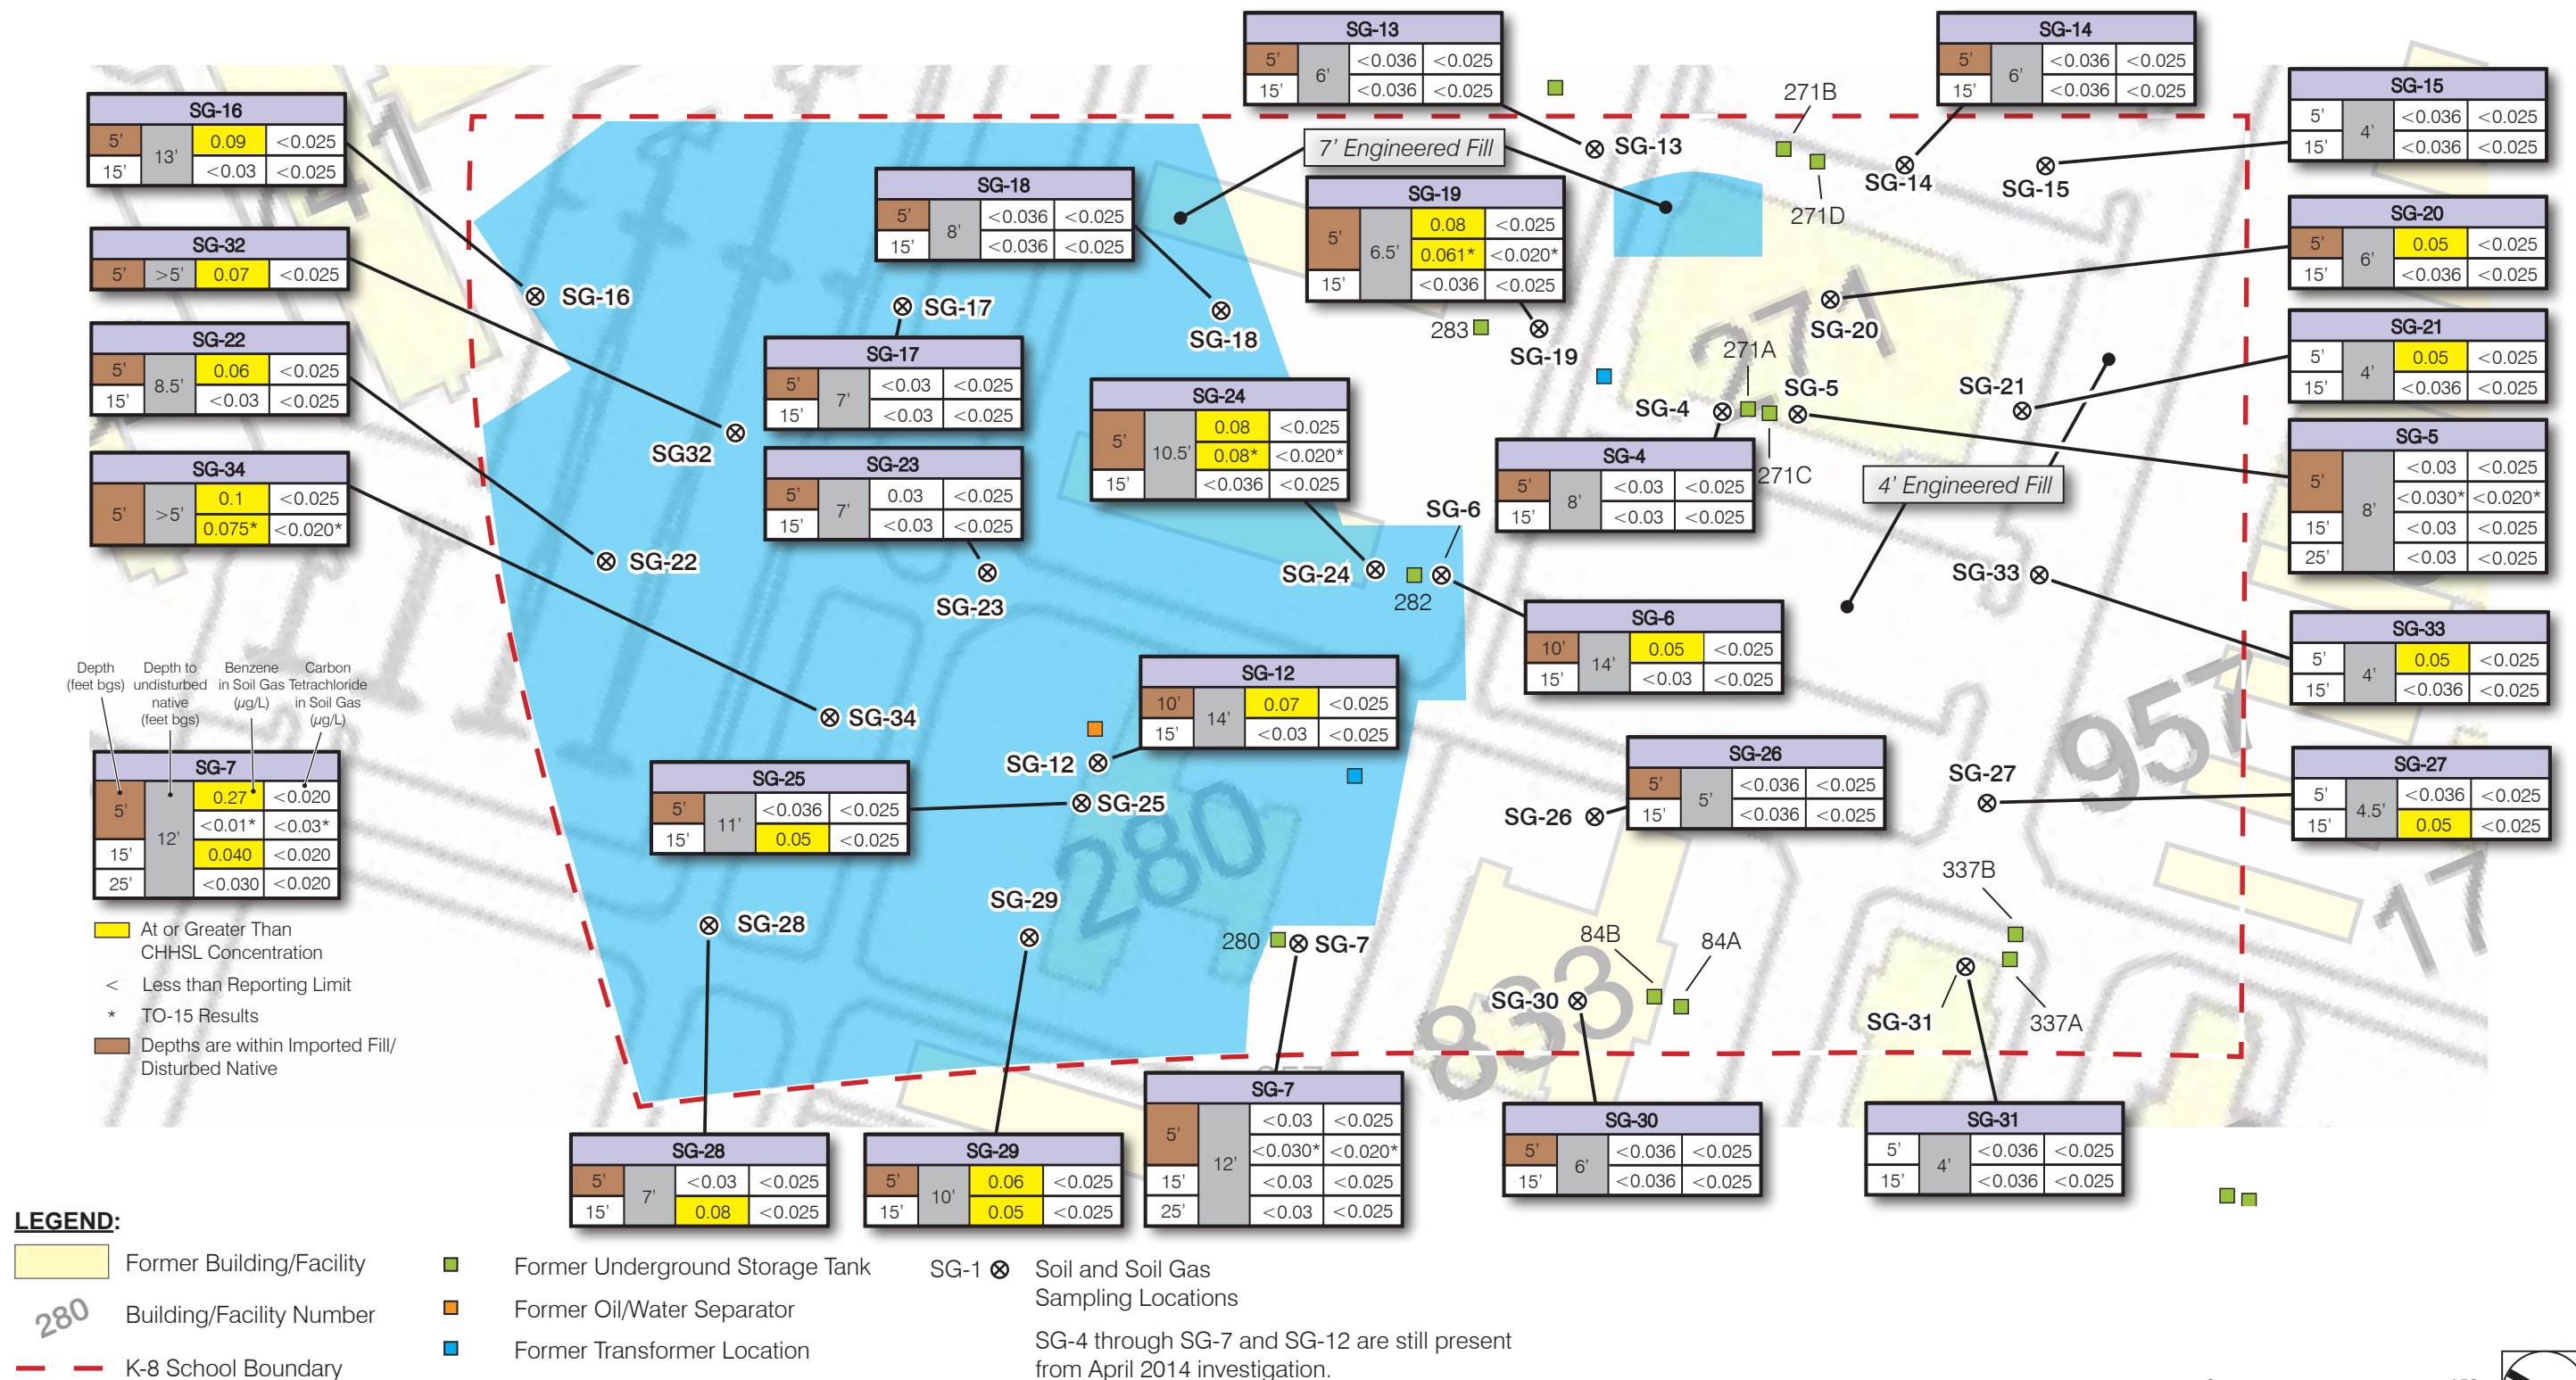 SG-13
5' 6' <0.036 <0.025
15' <0.036 <0.025
SG-14
5' 6' <0.036 <0.025
15' <0.036 <0.025
SG-15
5' 4' <0.036 <0.025
15' <0.036 <0.025
SG-16
5' 13' 0.09 <0.025
15' <0.03 <0.025
SG-32
5' >5' 0.07 <0.025
SG-22
5' 8.5' 0.06 <0.025
15' <0.03 <0.025
SG-34
5' >5' 0.1 <0.025
0.075* <0.020*
SG-18
5' 8' <0.036 <0.025
15' <0.036 <0.025
7' Engineered Fill
SG-19
5' 6.5' 0.08 <0.025
0.061* <0.020*
15' <0.036 <0.025
SG-20
5' 6' 0.05 <0.025
15' <0.036 <0.025
SG-21
5' 4' 0.05 <0.025
15' <0.036 <0.025
SG-5
5' 8' <0.03 <0.025
<0.030* <0.020*
15' <0.03 <0.025
25' <0.03 <0.025
SG-33
5' 4' 0.05 <0.025
15' <0.036 <0.025
SG-27
5' 4.5' <0.036 <0.025
15' 0.05 <0.025
SG-17
5' 7' <0.03 <0.025
15' <0.03 <0.025
SG-23
5' 7' 0.03 <0.025
15' <0.03 <0.025
SG-24
5' 10.5' 0.08 <0.025
0.08* <0.020*
15' <0.036 <0.025
SG-4
5' 8' <0.03 <0.025
15' <0.03 <0.025
4' Engineered Fill
SG-6
10' 14' 0.05 <0.025
15' <0.03 <0.025
SG-12
10' 14' 0.07 <0.025
15' <0.03 <0.025
SG-25
5' 11' <0.036 <0.025
15' 0.05 <0.025
SG-26
5' 5' <0.036 <0.025
15' <0.036 <0.025
SG-28
5' 7' <0.03 <0.025
15' 0.08 <0.025
SG-29
5' 10' 0.06 <0.025
15' 0.05 <0.025
SG-7
5' 12' <0.03 <0.025
<0.030* <0.020*
15' <0.03 <0.025
25' <0.03 <0.025
SG-30
5' 6' <0.036 <0.025
15' <0.036 <0.025
SG-31
5' 4' <0.036 <0.025
15' <0.036 <0.025
SG-13
271B
271D
SG-14
SG-15
SG-16
SG-17
SG-18
283
SG-19
SG-20
271
271A
SG-4
SG-5
271C
SG-21
SG32
SG-22
SG-23
SG-24
282
SG-6
SG-33
SG-34
SG-12
SG-25
280
957
SG-26
SG-27
17
SG-28
SG-29
280
SG-7
833
84B
84A
SG-30
337B
337A
SG-31
Depth
(feet bgs)
Depth to
undisturbed
native
(feet bgs)
Benzene
in Soil Gas
(µg/L)
Carbon
Tetrachloride
in Soil Gas
(µg/L)
SG-7
5' 12' 0.27 <0.020
<0.01* <0.03*
15' 0.040 <0.020
25' <0.030 <0.020
At or Greater Than
CHHSL Concentration
< Less than Reporting Limit
* TO-15 Results
Depths are within Imported Fill/
Disturbed Native
LEGEND:
Former Building/Facility
280 Building/Facility Number
K-8 School Boundary
Former Underground Storage Tank
Former Oil/Water Separator
Former Transformer Location
SG-1 Soil and Soil Gas
Sampling Locations
SG-4 through SG-7 and SG-12 are still present
from April 2014 investigation.